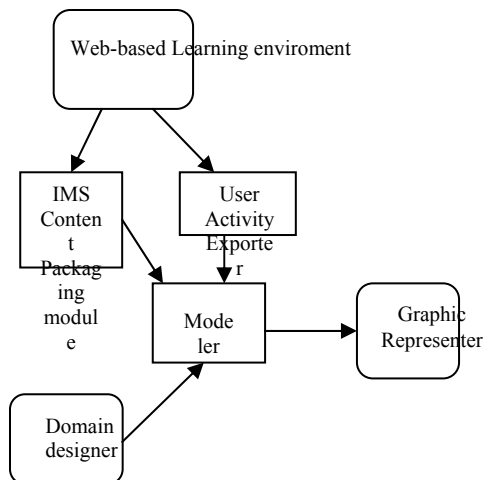 Web-based Learning enviroment
IMS
Conten
t
Packag
ing
modul
e
User
Activity
Exporte
r
Mode
ler
Graphic
Representer
Domain
designer